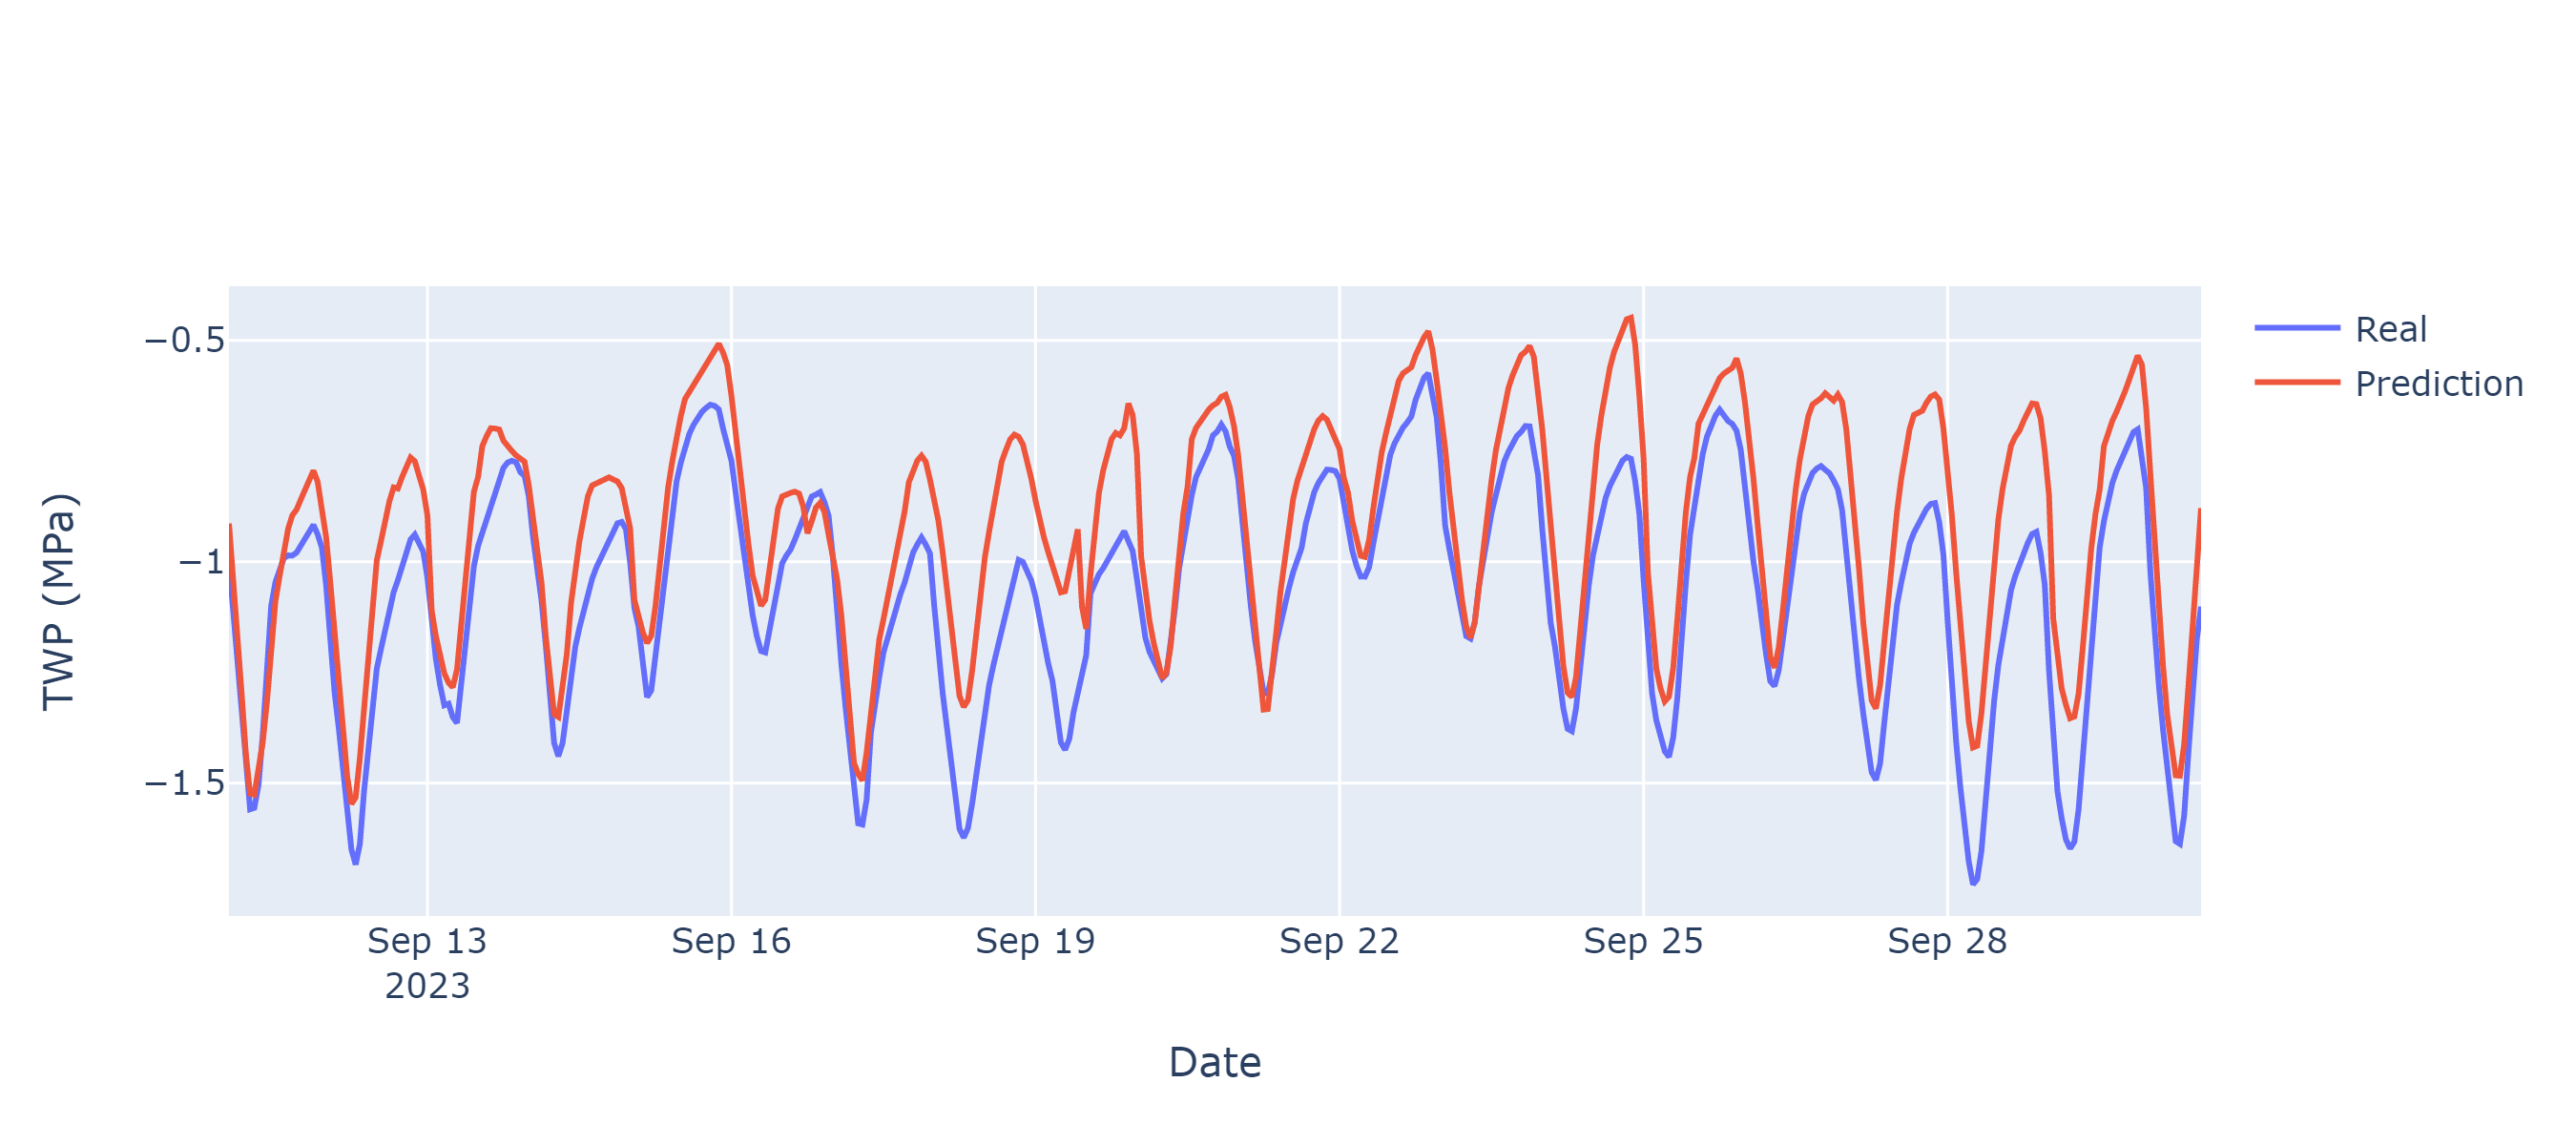 TWP (MPa)
−0.5
−1
−1.5
Sep 13
2023
Sep 16
Sep 19
Sep 22
Sep 25
Sep 28
Date
Real
Prediction